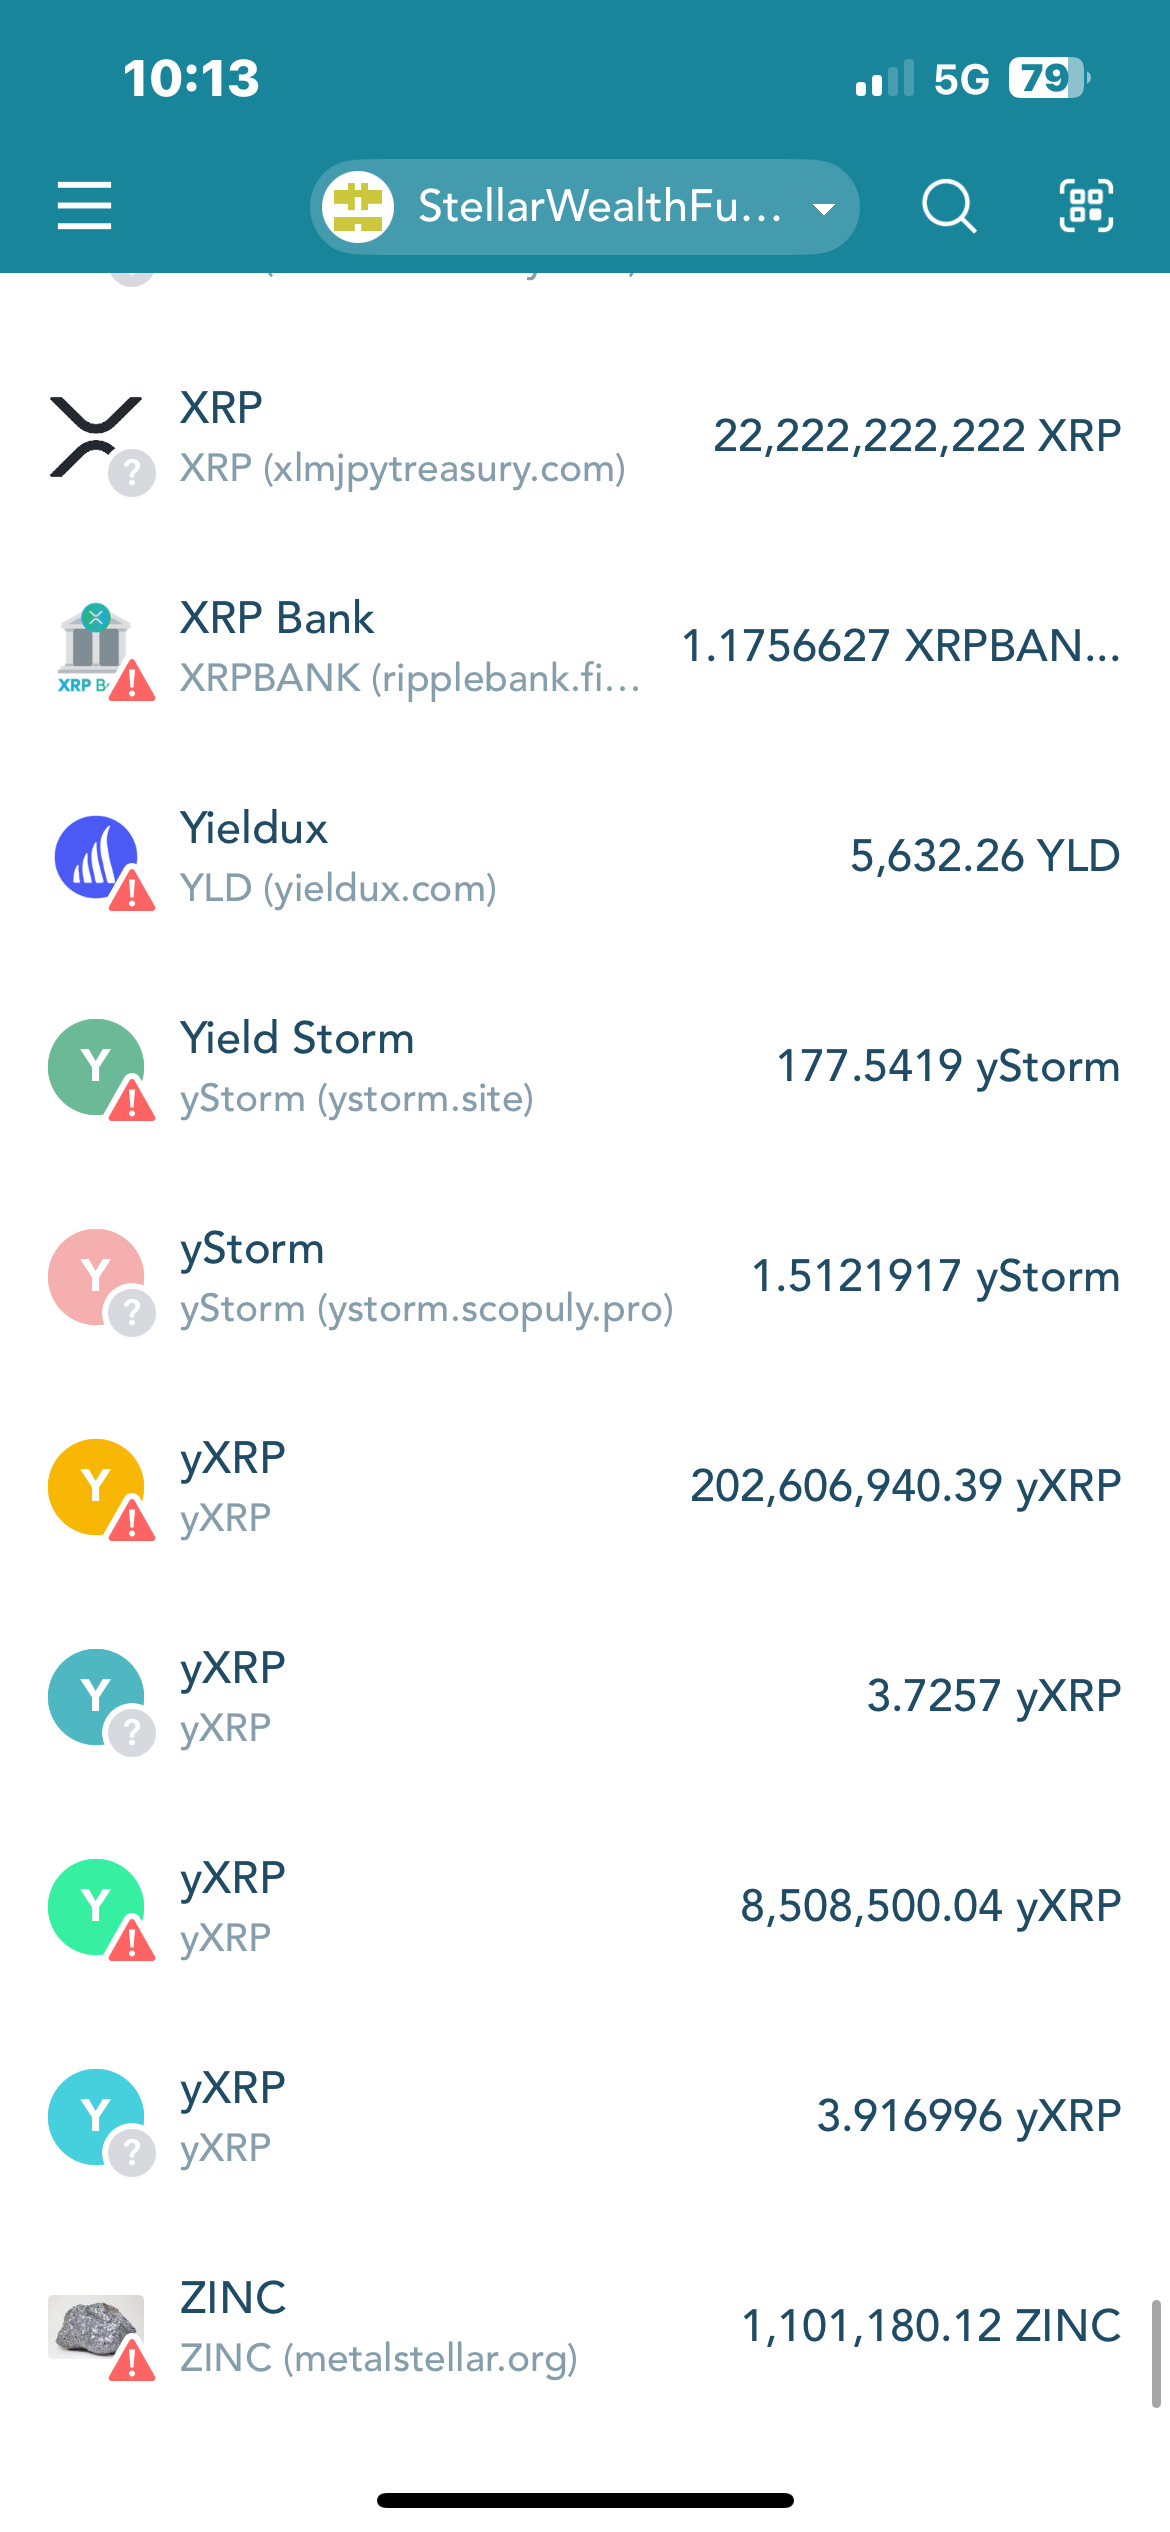 10:13
5G 79
StellarWealthFu...
XRP
XRP (xlmjpytreasury.com)
22,222,222,222 XRP
XRP Bank
XRPBANK (ripplebank.fi...
1.1756627 XRPBAN...
XRP B
Yieldux
YLD (yieldux.com)
5,632.26 YLD
Y
Yield Storm
yStorm (ystorm.site)
177.5419 yStorm
Y
yStorm
yStorm (ystorm.scopuly.pro)
1.5121917 yStorm
Y
yXRP
yXRP
202,606,940.39 yXRP
Y
yXRP
yXRP
3.7257 yXRP
Y
yXRP
yXRP
8,508,500.04 yXRP
Y
yXRP
yXRP
3.916996 yXRP
ZINC
ZINC (metalstellar.org)
1,101,180.12 ZINC